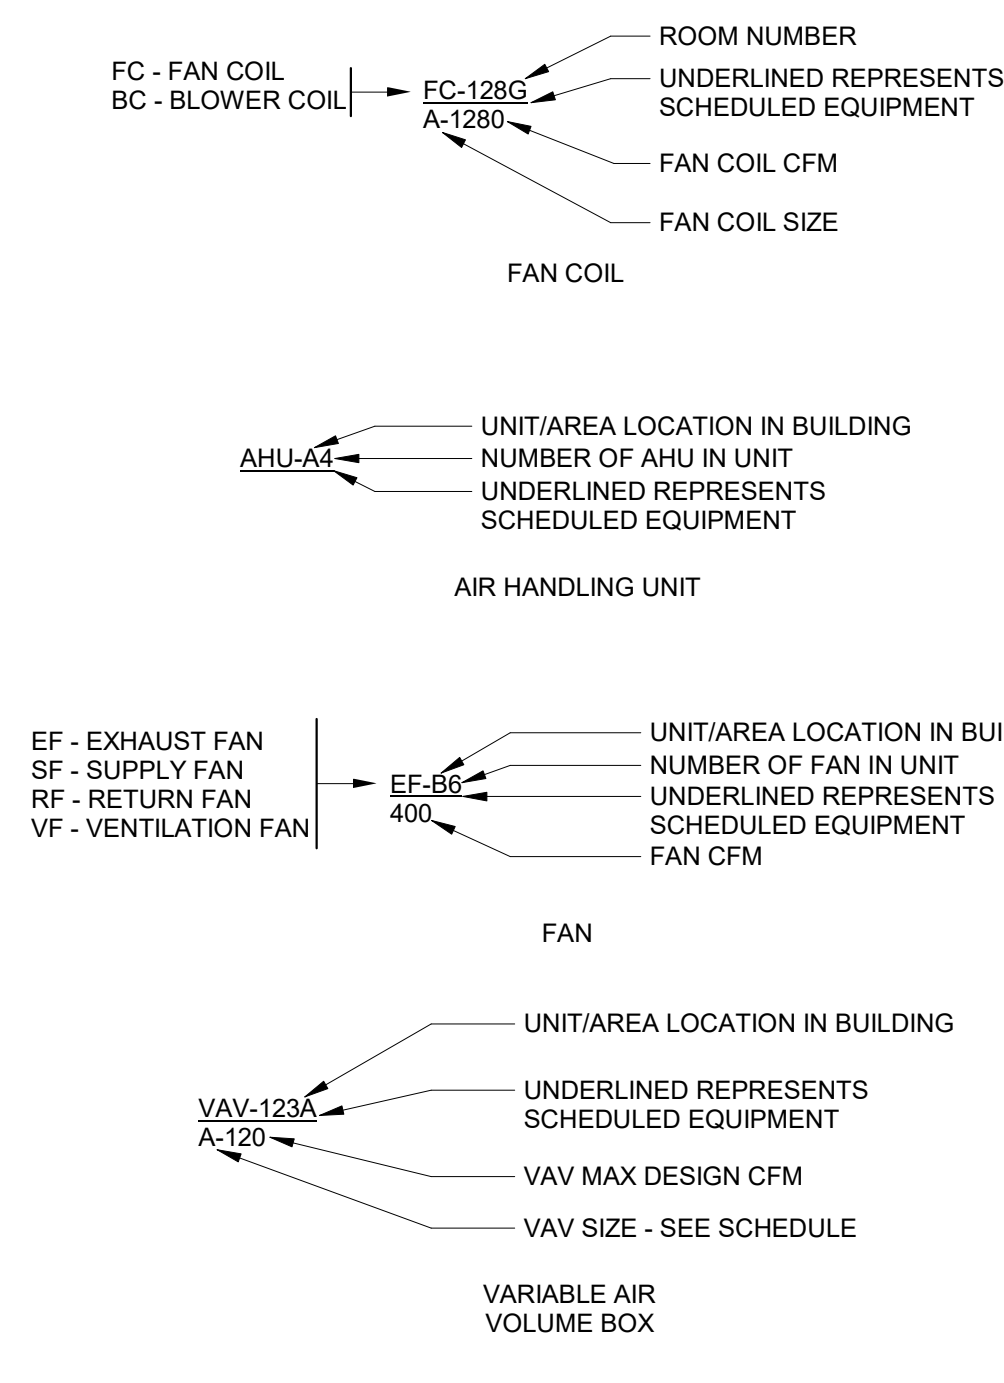 ROOM NUMBER
FC - FAN COIL
BC - BLOWER COIL
FC-128G
A-1280
UNDERLINED REPRESENTS
SCHEDULED EQUIPMENT
FAN COIL CFM
FAN COIL SIZE
FAN COIL
UNIT/AREA LOCATION IN BUILDING
AHU-A4
NUMBER OF AHU IN UNIT
UNDERLINED REPRESENTS
SCHEDULED EQUIPMENT
AIR HANDLING UNIT
EF - EXHAUST FAN
SF - SUPPLY FAN
RF - RETURN FAN
VF - VENTILATION FAN
EF-B6
400
UNIT/AREA LOCATION IN BUI
NUMBER OF FAN IN UNIT
UNDERLINED REPRESENTS
SCHEDULED EQUIPMENT
FAN CFM
FAN
UNIT/AREA LOCATION IN BUILDING
VAV-123A
A-120
UNDERLINED REPRESENTS
SCHEDULED EQUIPMENT
VAV MAX DESIGN CFM
VAV SIZE - SEE SCHEDULE
VARIABLE AIR
VOLUME BOX